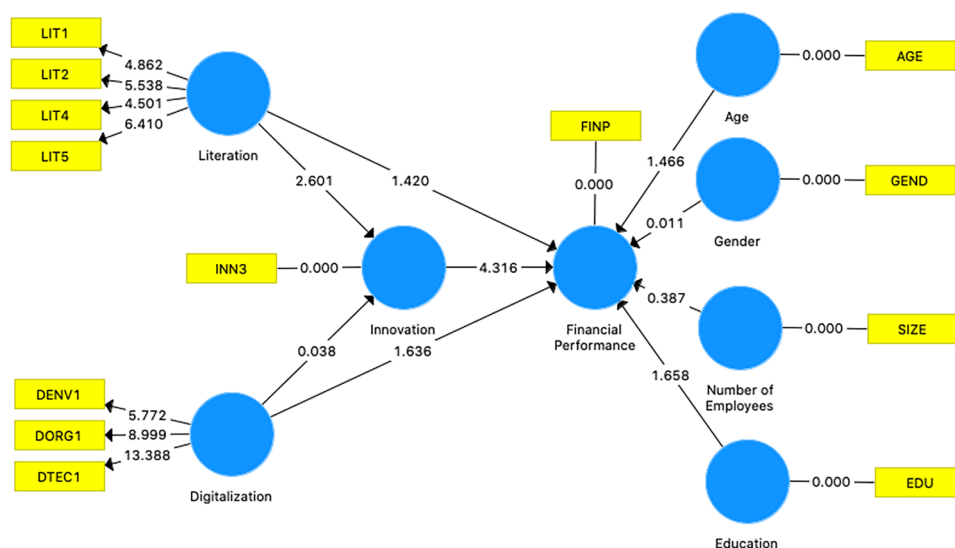 LIT1
LIT2
LIT4
LIT5
4.862
5.538
4.501
6.410
Literation
2.601
1.420
INN3
0.000
Innovation
4.316
0.038
1.636
DENV1
DORG1
DTEC1
5.772
8.999
13.388
Digitalization
FINP
0.000
Financial
Performance
Age
0.000
AGE
1.466
Gender
0.000
GEND
0.011
Number of
Employees
0.000
SIZE
0.387
Education
0.000
EDU
1.658